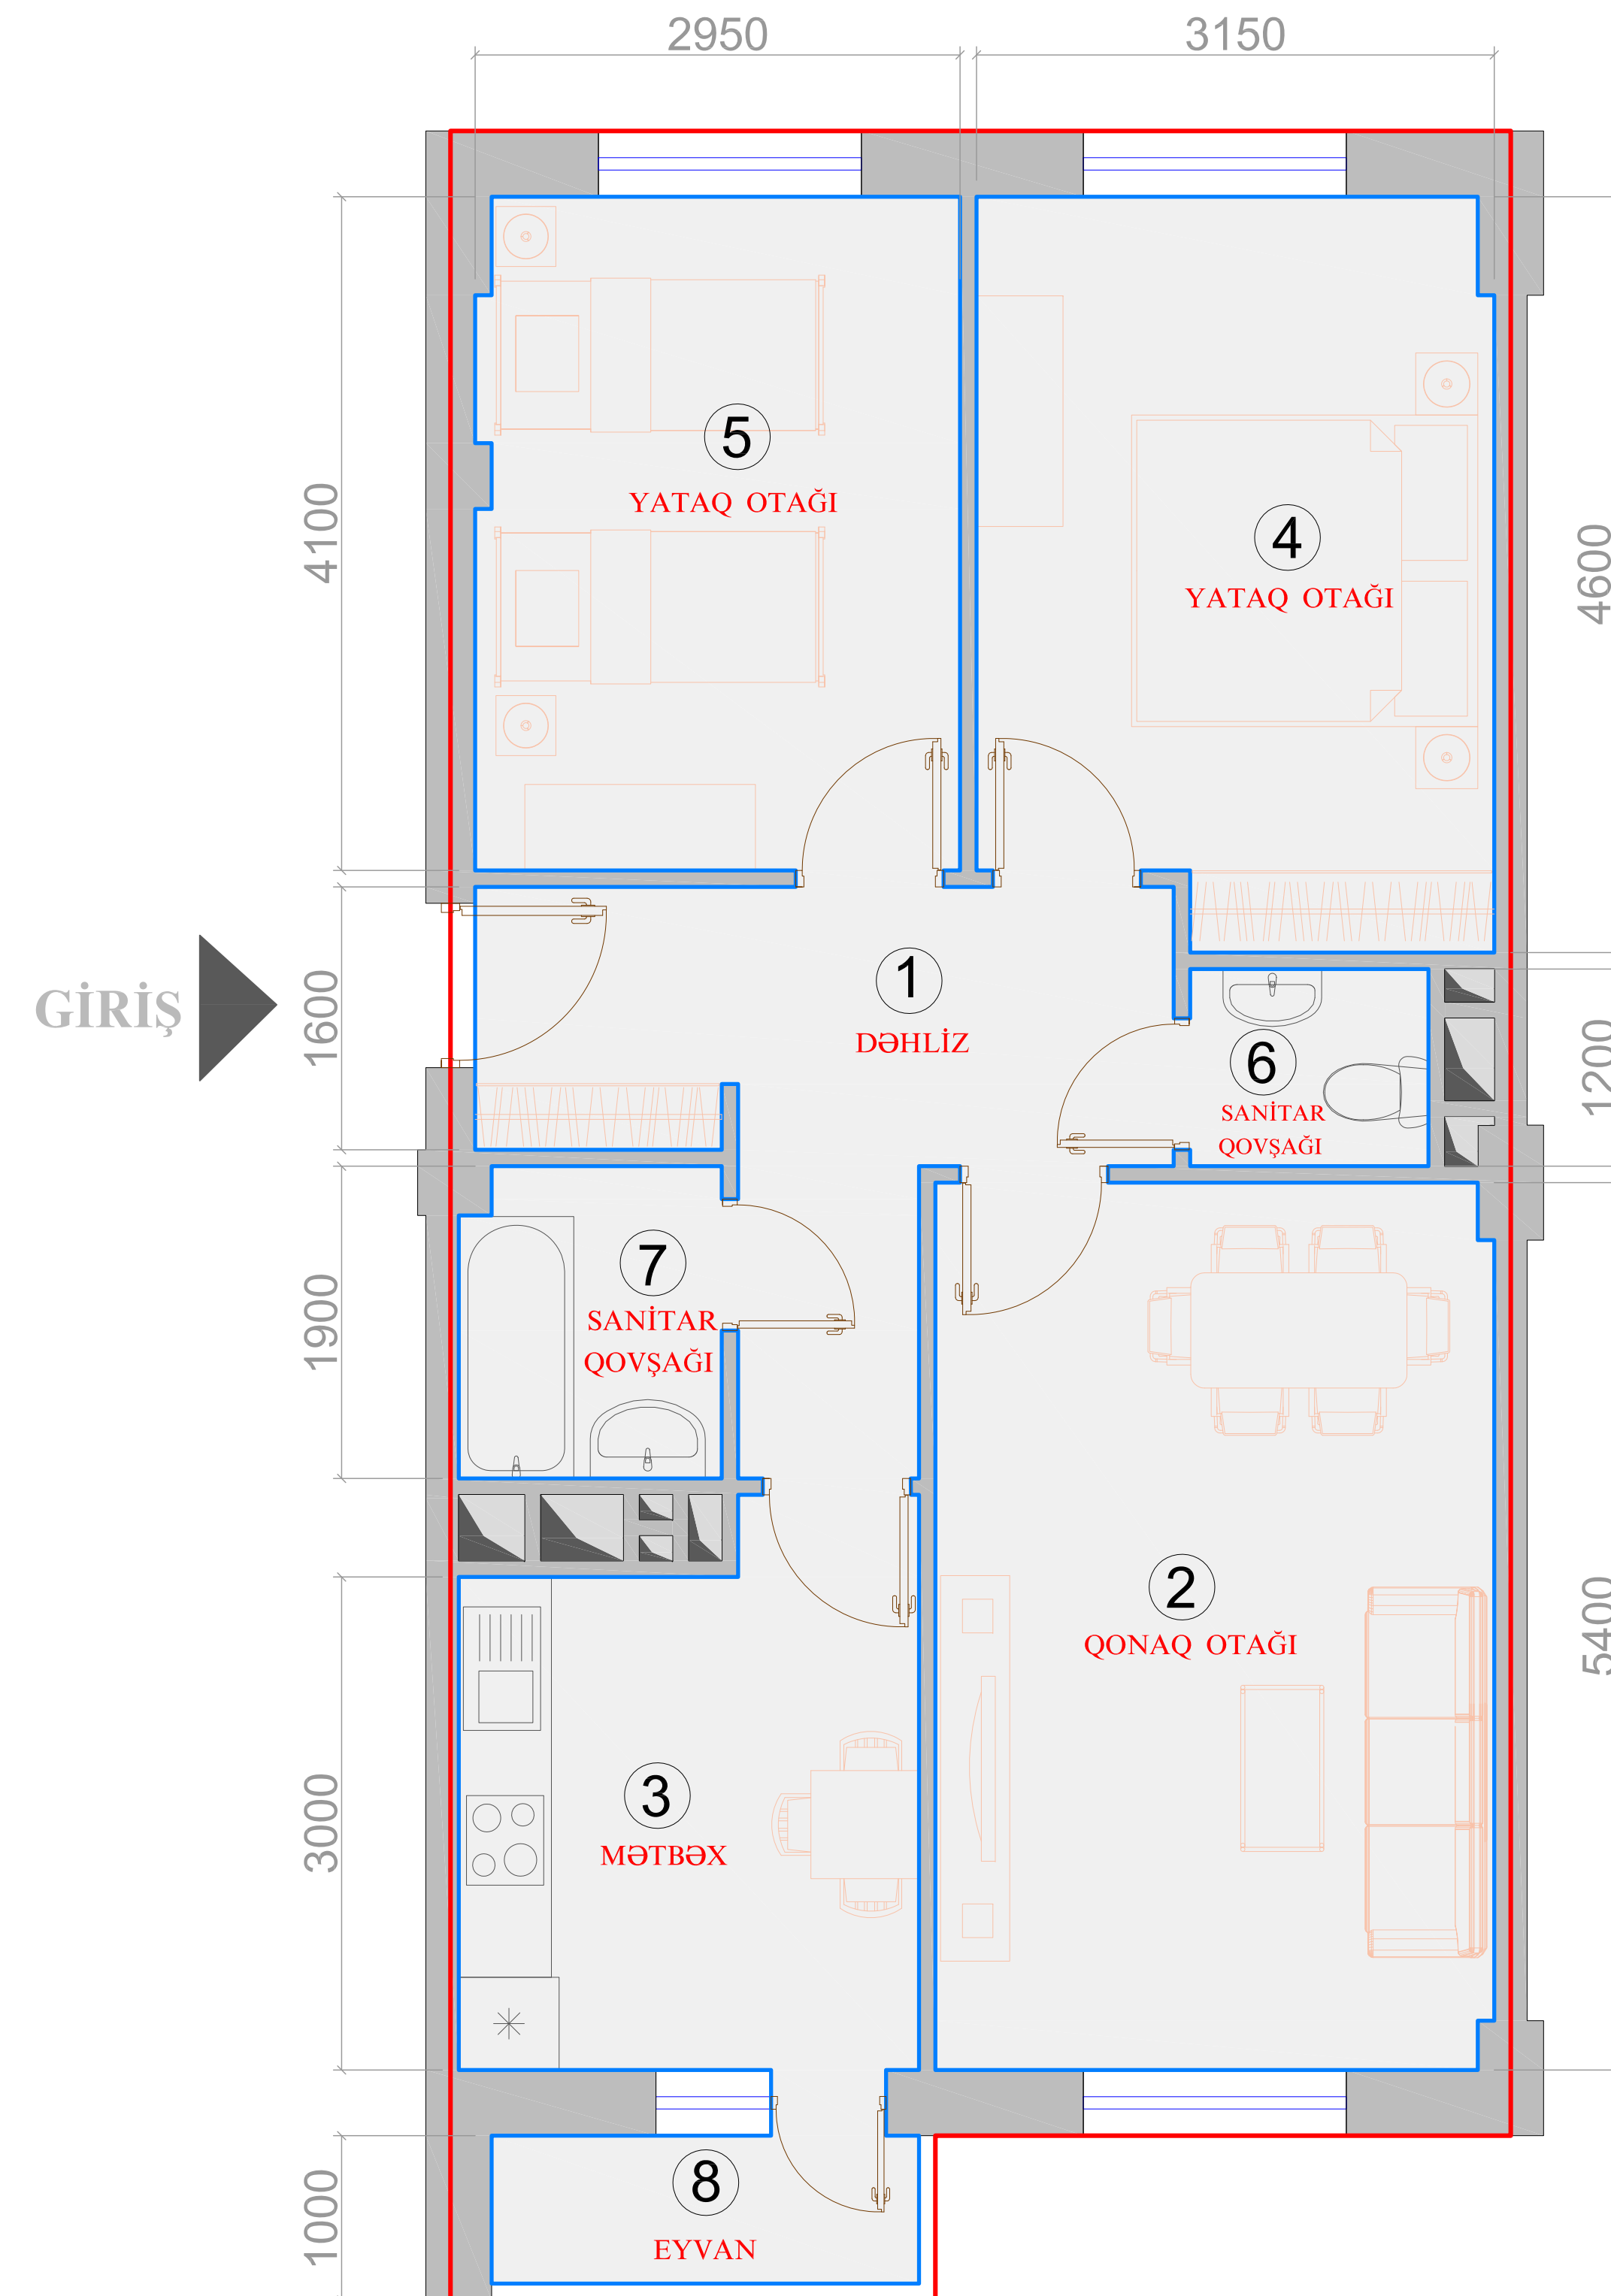 2950
3150
5
YATAQ OTAĞI
4
YATAQ OTAĞI
4100
4600
1
DƏHLİZ
GİRİŞ
1600
6
SANİTAR
QOVŞAĞI
1200
7
SANİTAR
QOVŞAĞI
1900
2
QONAQ OTAĞI
5400
3
MƏTBƏX
3000
8
EYVAN
1000